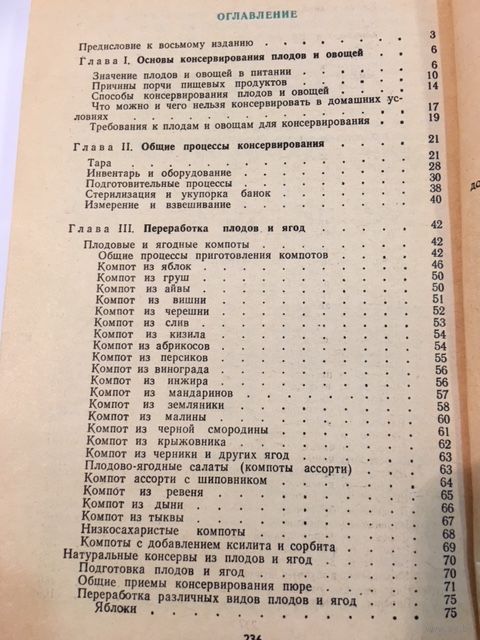 ОГЛАВЛЕНИЕ
Предисловие к восьмому изданию . . . . . . . 3
Глава I. Основы консервирования плодов и овощей . . 6
Значение плодов и овощей в питании . . . . . . 6
Причины порчи пищевых продуктов . . . . . . 10
Способы консервирования плодов и овощей . . . . 14
Что можно и чего нельзя консервировать в домашних ус-
ловиях . . . . . . . . . . . . 17
Требования к плодам и овощам для консервирования . . 19
Глава II. Общие процессы консервирования . . . . 21
Тара . . . . . . . . . . . . 21
Инвентарь и оборудование . . . . . . . 28
Подготовительные процессы . . . . . . . 30
Стерилизация и укупорка банок . . . . . . 38
Измерение и взвешивание . . . . . . . 40
Глава III. Переработка плодов и ягод . . . . . 42
Плодовые и ягодные компоты . . . . . . . 42
Общие процессы приготовления компотов . . . . 42
Компот из яблок . . . . . . . . . 46
Компот из груш . . . . . . . . . 50
Компот из айвы . . . . . . . . . 50
Компот из вишни . . . . . . . . . 51
Компот из черешни . . . . . . . . 52
Компот из слив . . . . . . . . . 53
Компот из кизила . . . . . . . . . 54
Компот из абрикосов . . . . . . . . 54
Компот из персиков . . . . . . . . 55
Компот из винограда . . . . . . . . 56
Компот из инжира . . . . . . . . . 56
Компот из мандаринов . . . . . . . . 57
Компот из земляники . . . . . . . . 58
Компот из малины . . . . . . . . . 60
Компот из черной смородины . . . . . . 61
Компот из крыжовника . . . . . . . . 62
Компот из черники и других ягод . . . . . 63
Плодово-ягодные салаты (компоты ассорти) . . . 63
Компот ассорти с шиповником . . . . . . 64
Компот из ревеня . . . . . . . . . 65
Компот из дыни . . . . . . . . . 66
Компот из тыквы . . . . . . . . . 67
Низкосахаристые компоты . . . . . . . 68
Компоты с добавлением ксилита и сорбита . . . . 69
Натуральные консервы из плодов и ягод . . . . . 70
Подготовка плодов и ягод . . . . . . . 70
Общие приемы консервирования пюре . . . . . 71
Переработка различных видов плодов и ягод . . . . 75
Яблоки . . . . . . . . . . . 75
236